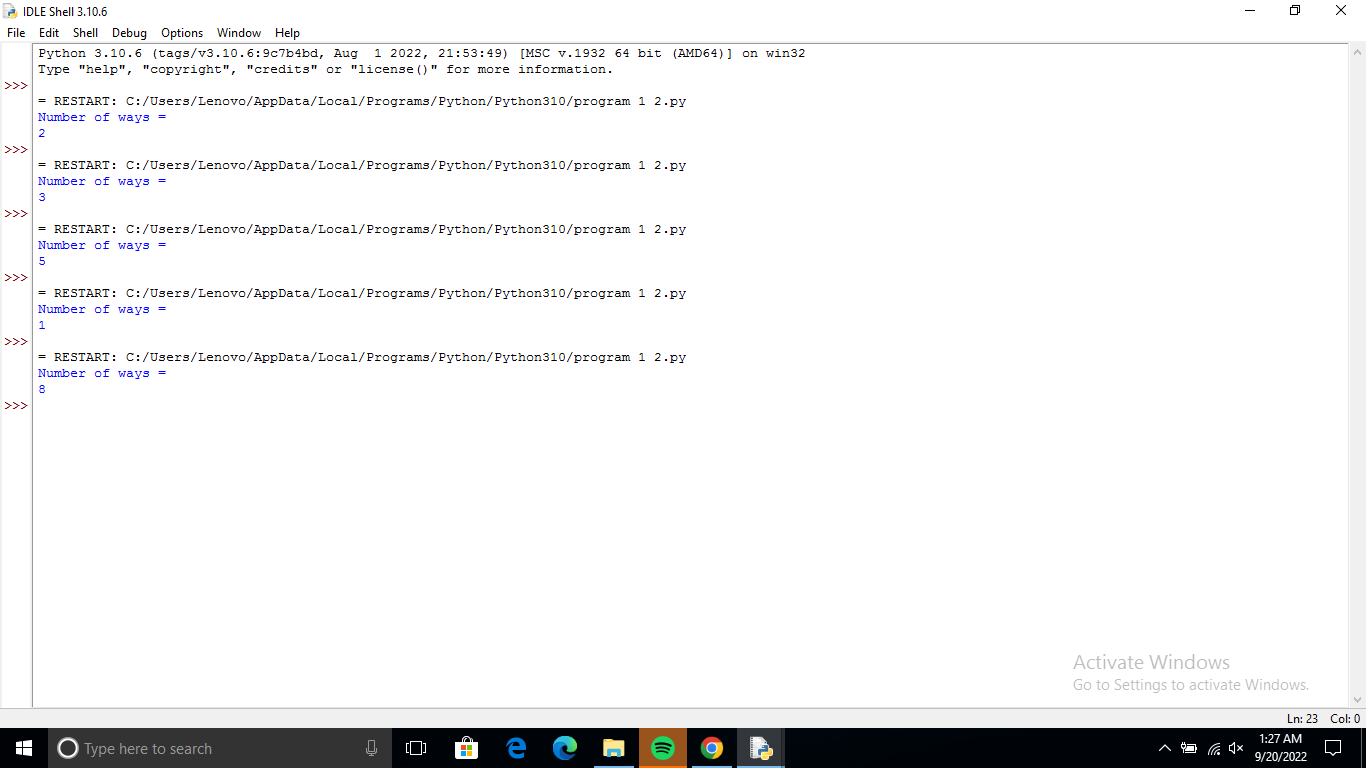 IDLE Shell 3.10.6
File Edit Shell Debug Options Window Help
Python 3.10.6 (tags/v3.10.6:9c7b4bd, Aug  1 2022, 21:53:49) [MSC v.1932 64 bit (AMD64)] on win32
Type "help", "copyright", "credits" or "license()" for more information.
>>>
= RESTART: C:/Users/Lenovo/AppData/Local/Programs/Python/Python310/program 1 2.py
Number of ways =
2
>>>
= RESTART: C:/Users/Lenovo/AppData/Local/Programs/Python/Python310/program 1 2.py
Number of ways =
3
>>>
= RESTART: C:/Users/Lenovo/AppData/Local/Programs/Python/Python310/program 1 2.py
Number of ways =
5
>>>
= RESTART: C:/Users/Lenovo/AppData/Local/Programs/Python/Python310/program 1 2.py
Number of ways =
1
>>>
= RESTART: C:/Users/Lenovo/AppData/Local/Programs/Python/Python310/program 1 2.py
Number of ways =
8
>>>
Activate Windows
Go to Settings to activate Windows.
Ln: 23 Col: 0
Type here to search
1:27 AM
9/20/2022